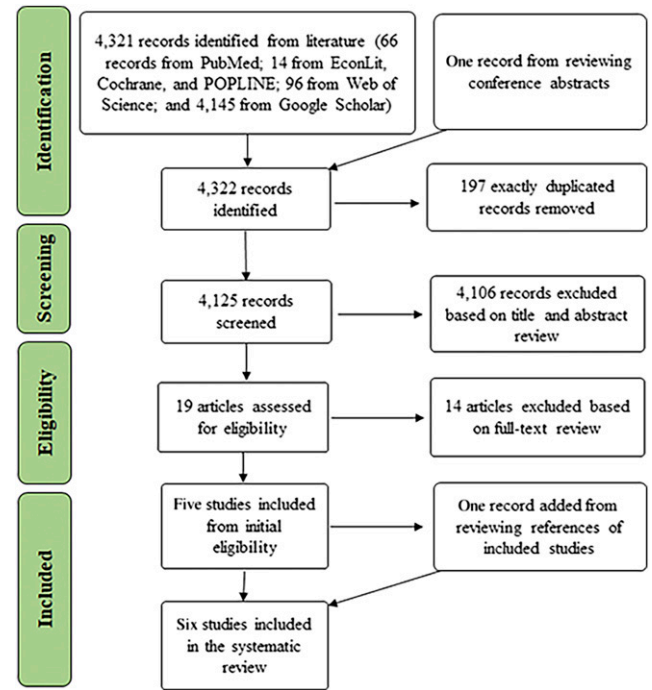 Identification
4,321 records identified from literature (66
records from PubMed; 14 from EconLit,
Cochrane, and POPLINE; 96 from Web of
Science; and 4,145 from Google Scholar)
One record from reviewing
conference abstracts
4,322 records
identified
197 exactly duplicated
records removed
Screening
4,125 records
screened
4,106 records excluded
based on title and abstract
review
Eligibility
19 articles assessed
for eligibility
14 articles excluded based
on full-text review
Included
Five studies included
from initial
eligibility
One record added from
reviewing references of
included studies
Six studies included
in the systematic
review